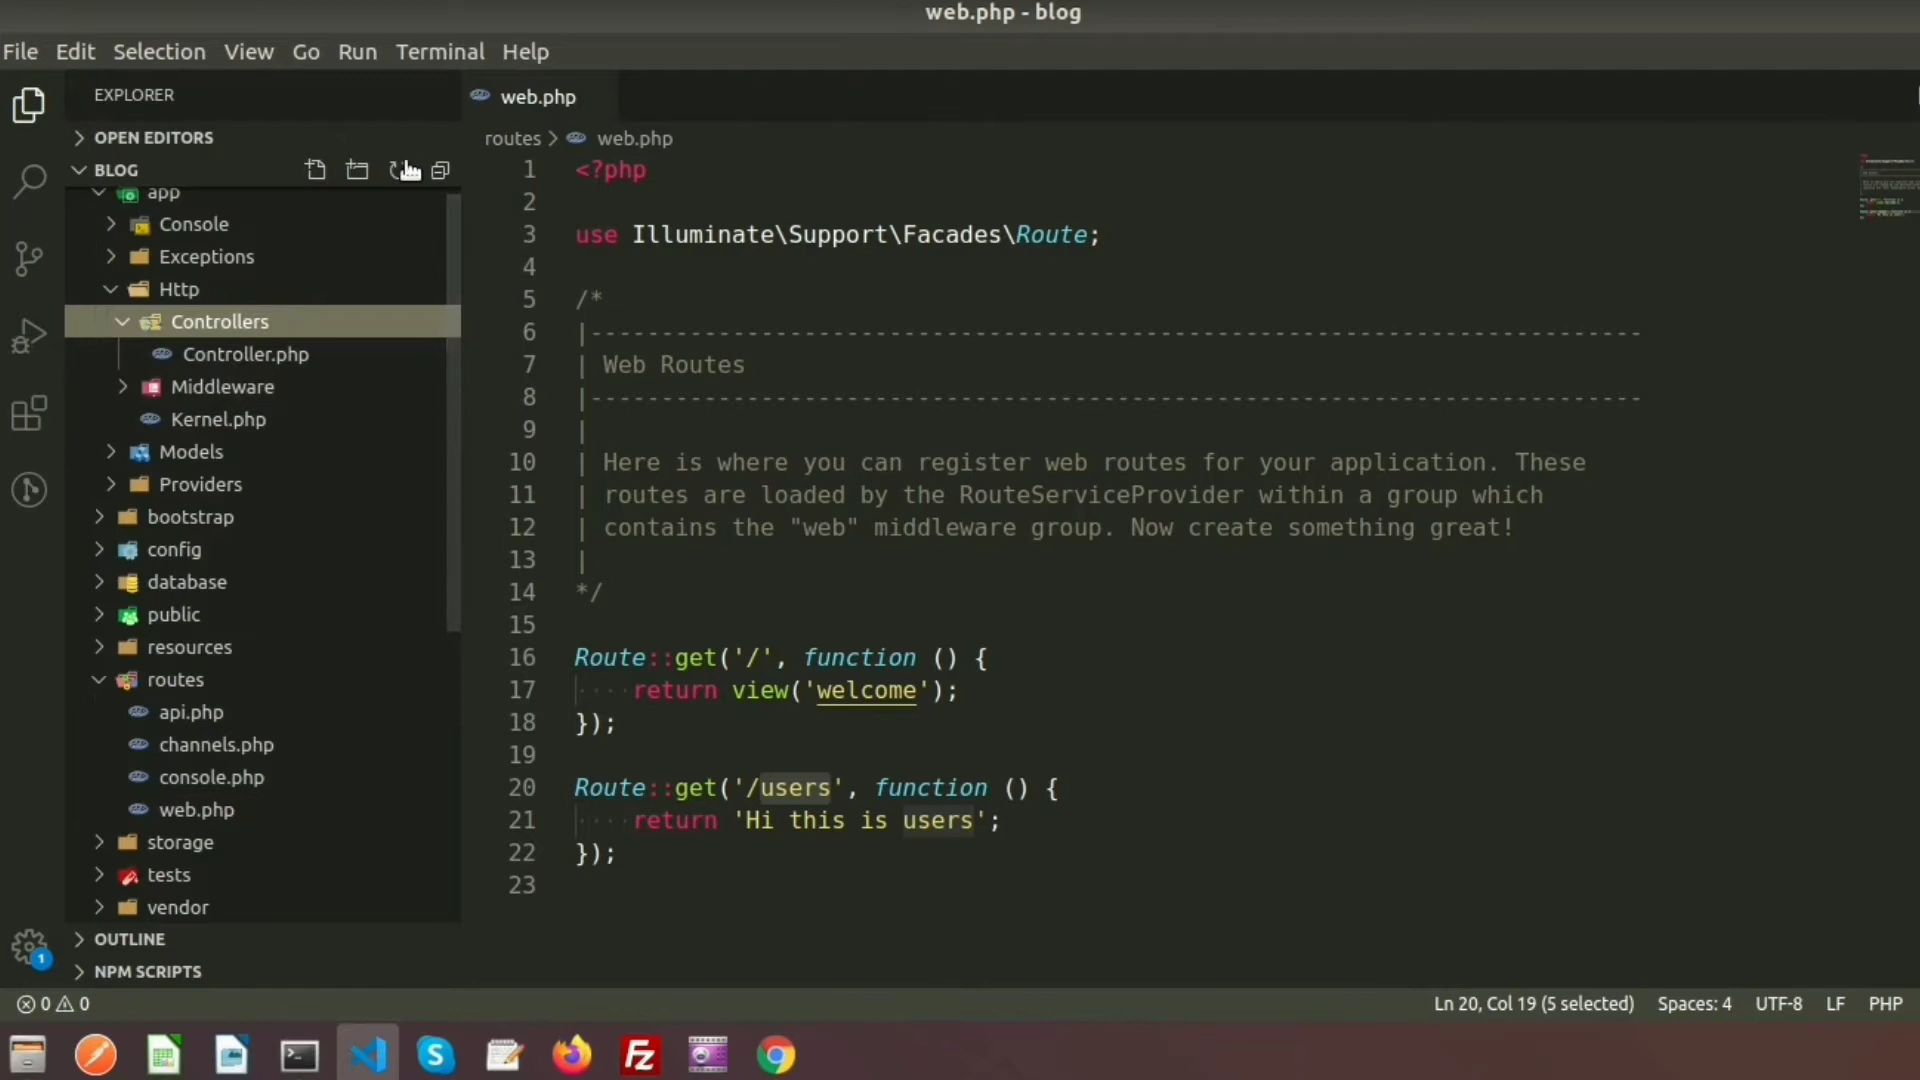 web.php - blog
File Edit Selection View Go Run Terminal Help
EXPLORER
OPEN EDITORS
BLOG
app
Console
Exceptions
Http
Controllers
Controller.php
Middleware
Kernel.php
Models
Providers
bootstrap
config
database
public
resources
routes
api.php
channels.php
console.php
web.php
storage
tests
vendor
OUTLINE
NPM SCRIPTS
web.php
routes > web.php
1 <?php
2
3 use Illuminate\Support\Facades\Route;
4
5 /*
6 |--------------------------------------------------------------------------
7 | Web Routes
8 |--------------------------------------------------------------------------
9 |
10 | Here is where you can register web routes for your application. These
11 | routes are loaded by the RouteServiceProvider within a group which
12 | contains the "web" middleware group. Now create something great!
13 |
14 */
15
16 Route::get('/', function () {
17 ····return view('welcome');
18 });
19
20 Route::get('/users', function () {
21 ····return 'Hi this is users';
22 });
23
1
0 0 Ln 20, Col 19 (5 selected) Spaces: 4 UTF-8 LF PHP
S Fz